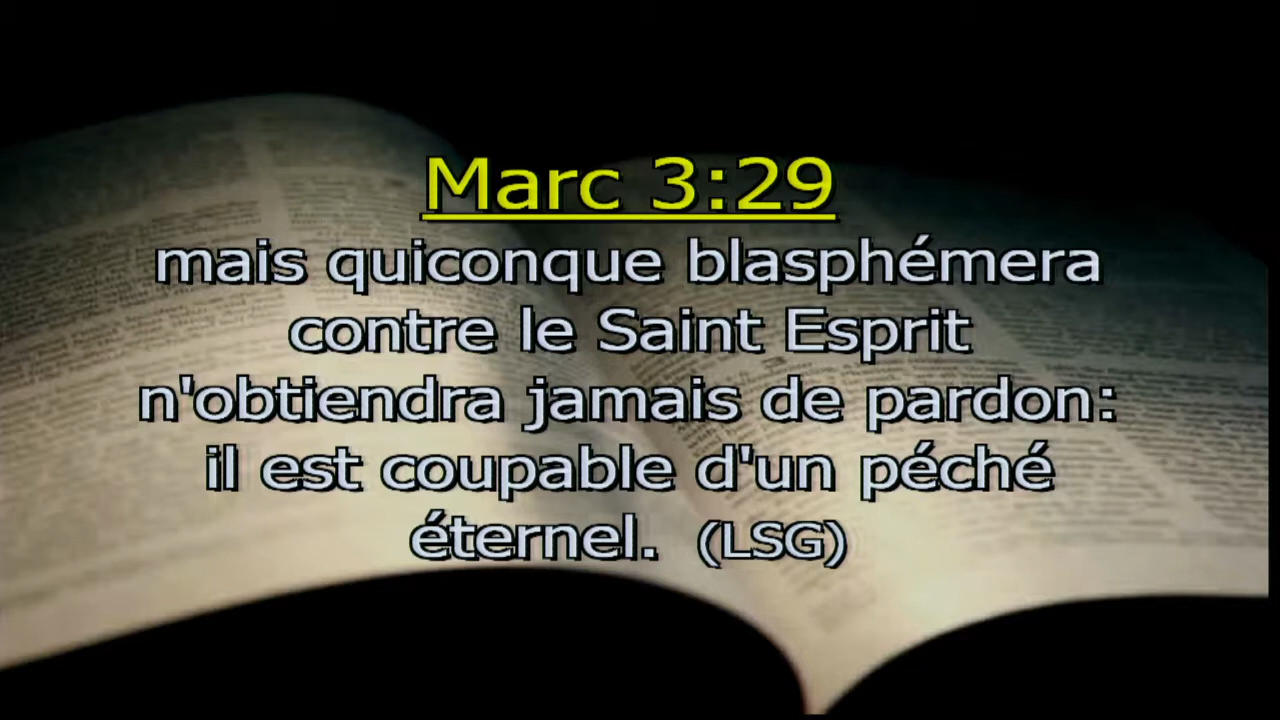 Marc 3:29
mais quiconque blasphémera
contre le Saint Esprit
n'obtiendra jamais de pardon:
il est coupable d'un péché
éternel. (LSG)